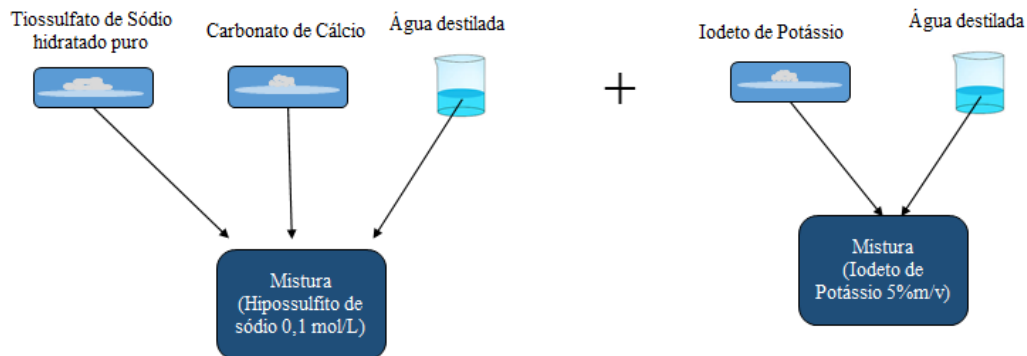 Tiossulfato de Sódio
hidratado puro
Carbonato de Cálcio
Água destilada
+
Iodeto de Potássio
Água destilada
Mistura
(Hipossulfito de
sódio 0,1 mol/L)
Mistura
(Iodeto de
Potássio 5%m/v)